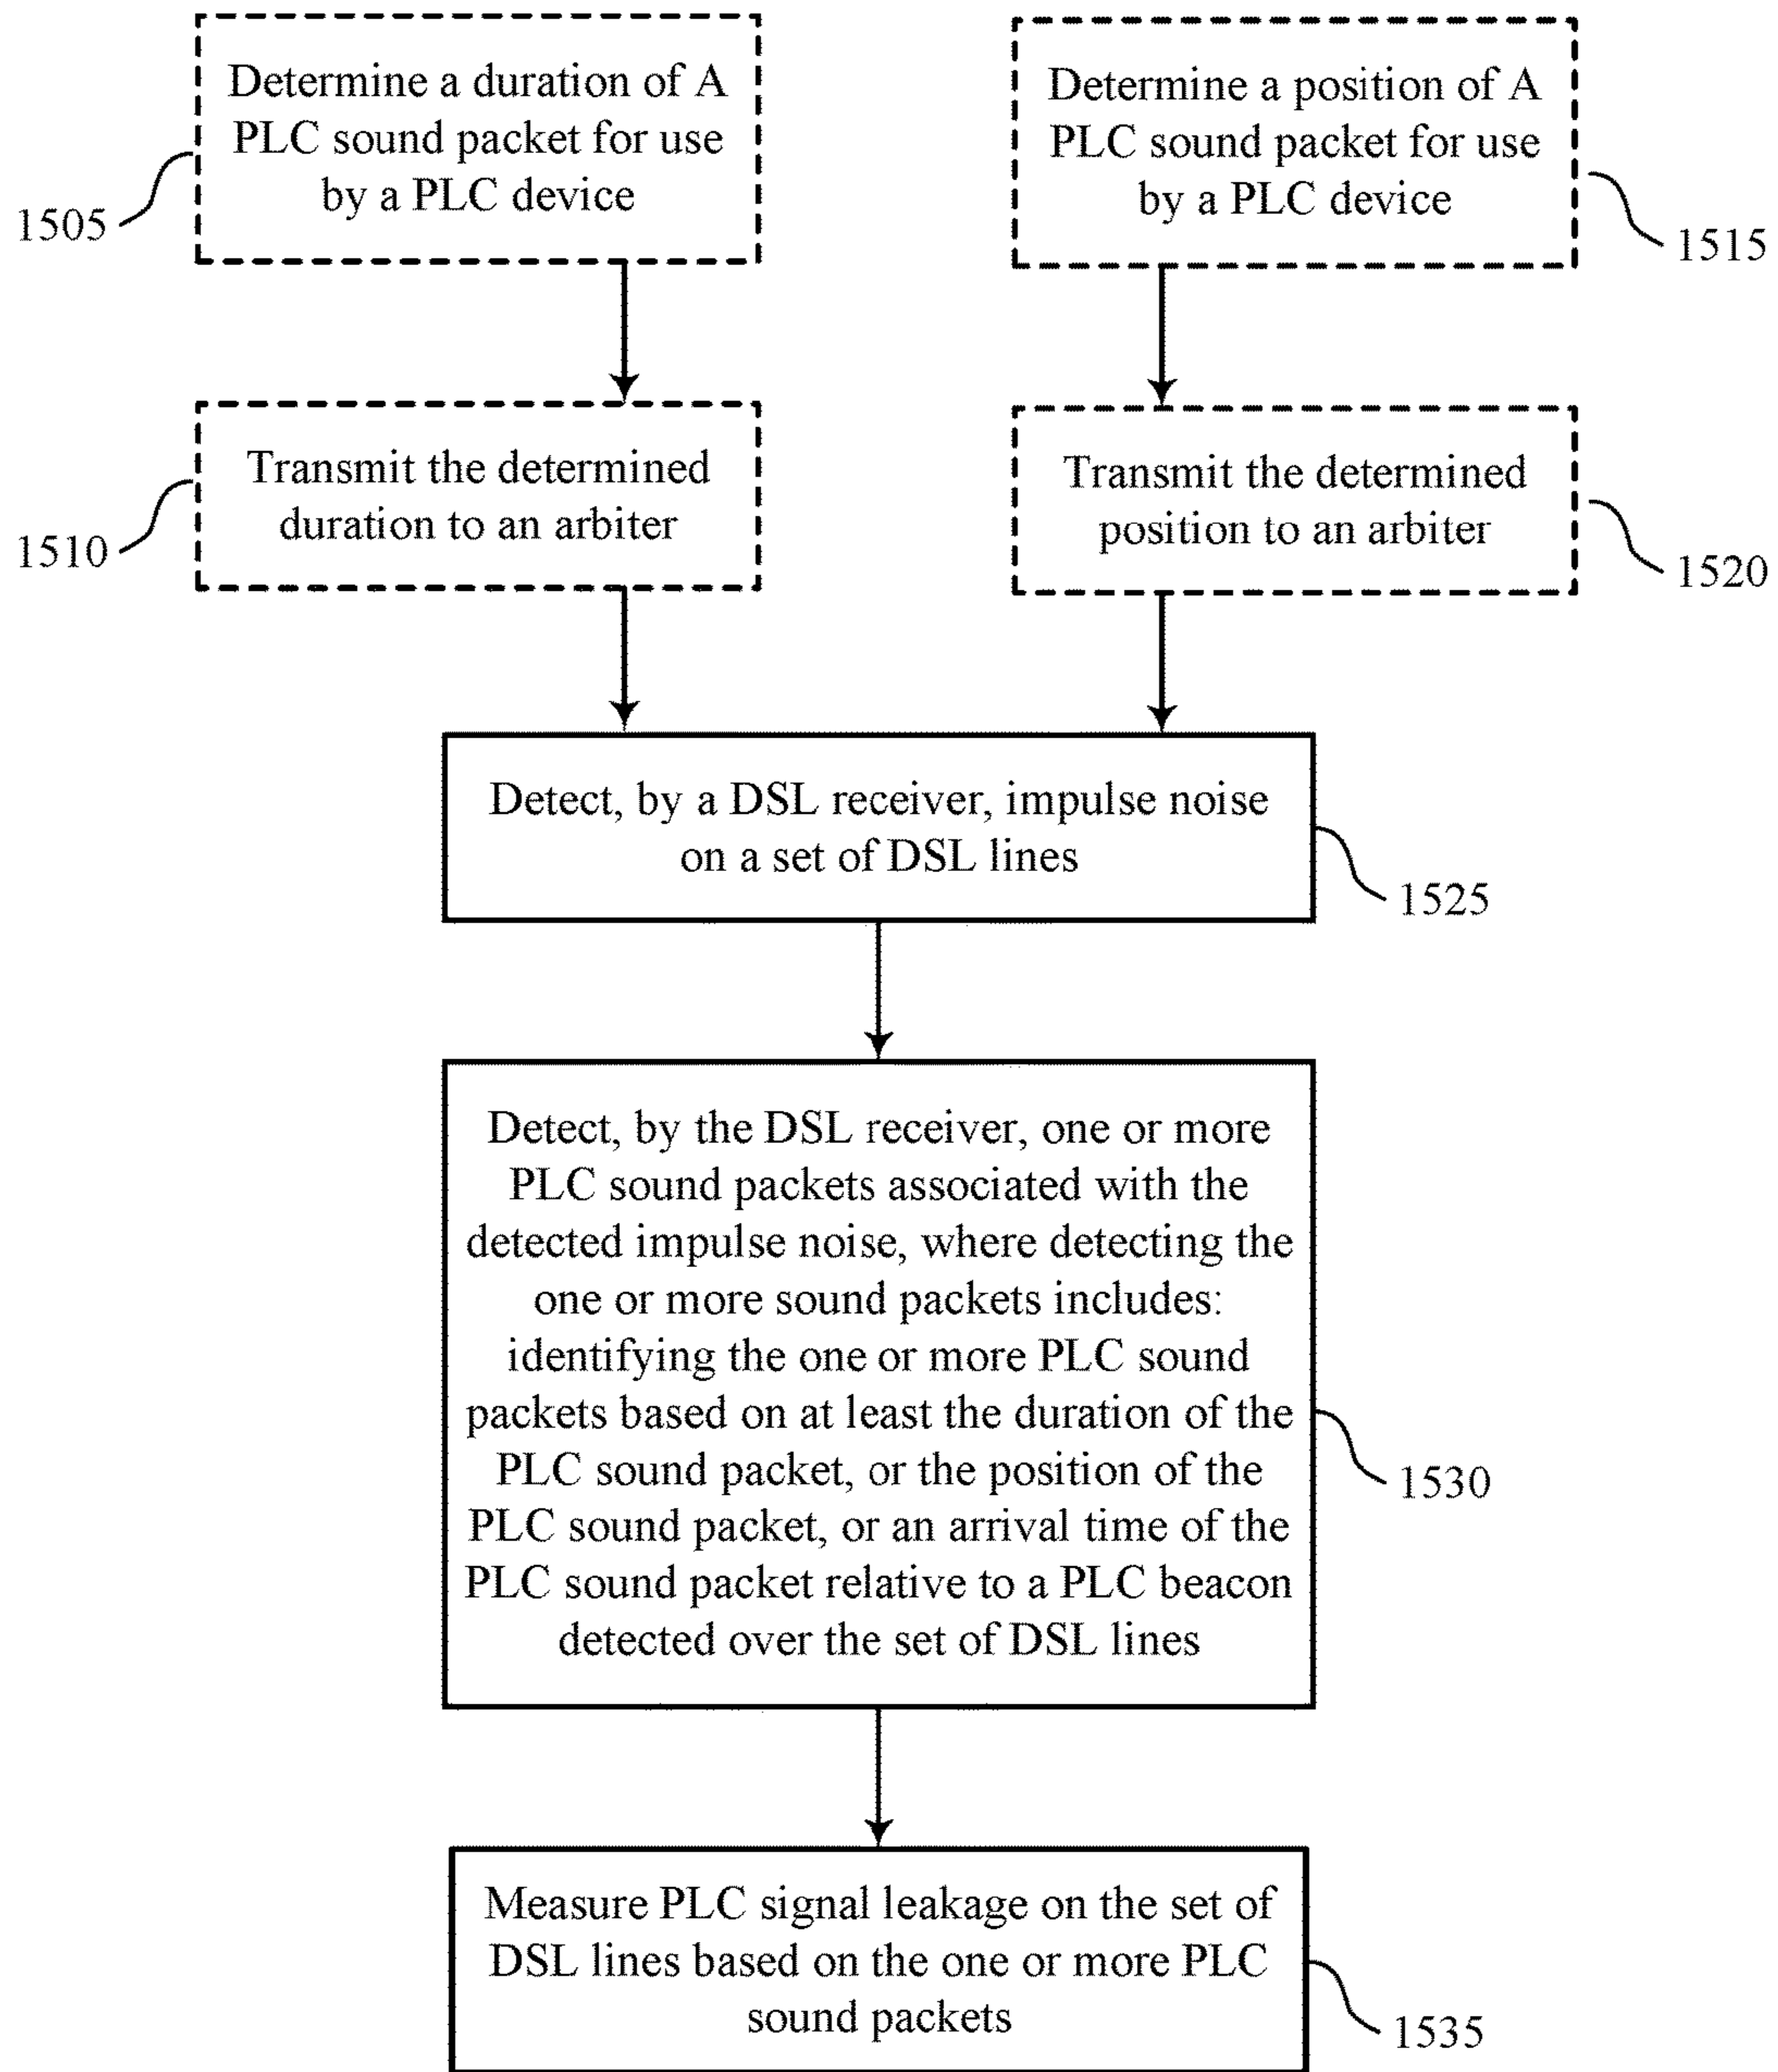 Determine a duration of A
PLC sound packet for use
by a PLC device
1505
Determine a position of A
PLC sound packet for use
by a PLC device
1515
Transmit the determined
duration to an arbiter
1510
Transmit the determined
position to an arbiter
1520
Detect, by a DSL receiver, impulse noise
on a set of DSL lines
1525
Detect, by the DSL receiver, one or more
PLC sound packets associated with the
detected impulse noise, where detecting the
one or more sound packets includes:
identifying the one or more PLC sound
packets based on at least the duration of the
PLC sound packet, or the position of the
PLC sound packet, or an arrival time of the
PLC sound packet relative to a PLC beacon
detected over the set of DSL lines
1530
Measure PLC signal leakage on the set of
DSL lines based on the one or more PLC
sound packets
1535